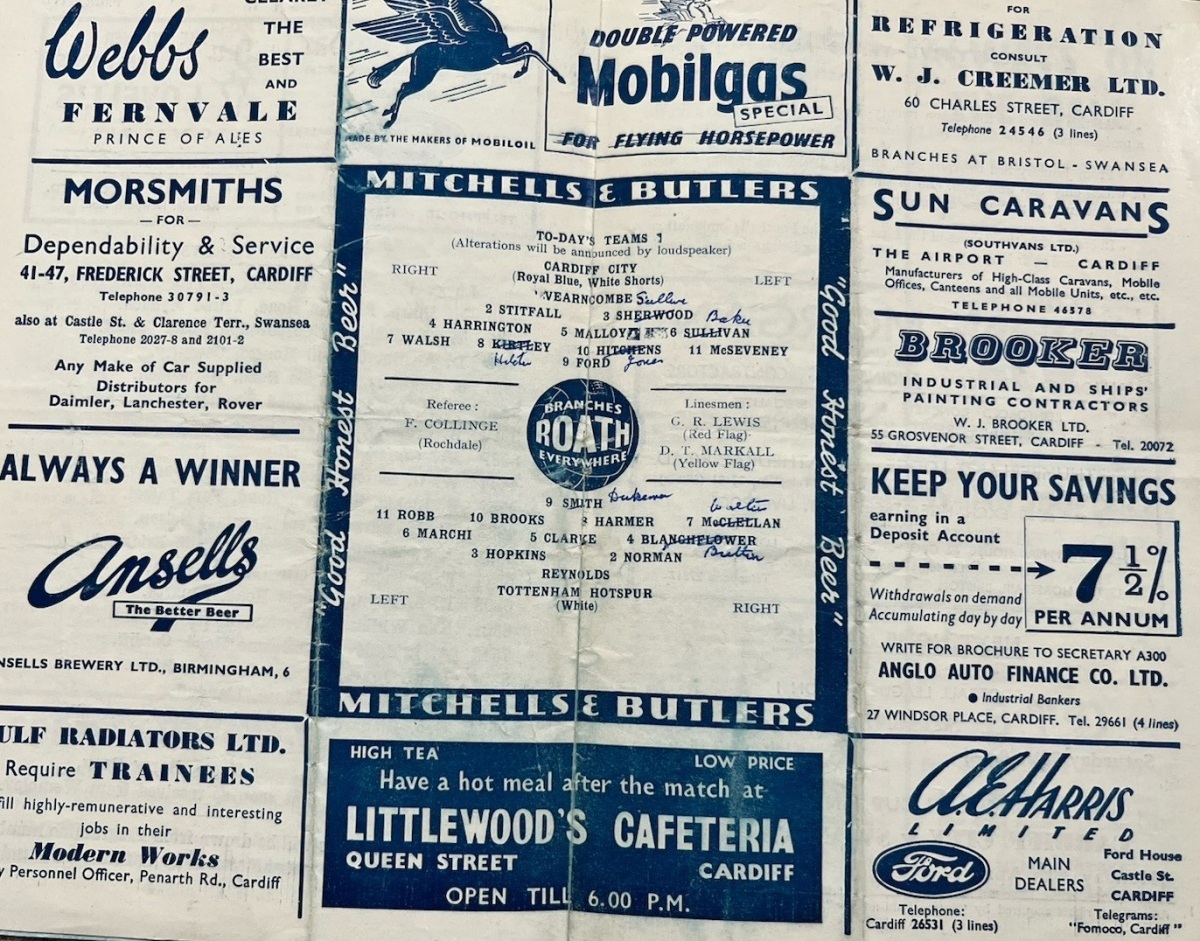 Webbs
THE
BEST
AND
FERNVALE
PRINCE OF ALES
MADE BY THE MAKERS OF MOBILOIL
DOUBLE POWERED
Mobilgas
SPECIAL
FOR FLYING HORSEPOWER
FOR
REFRIGERATION
CONSULT
W. J. CREEMER LTD.
60 CHARLES STREET, CARDIFF
Telephone 24546 (3 lines)
BRANCHES AT BRISTOL - SWANSEA
MORSMITHS
— FOR —
Dependability & Service
41-47, FREDERICK STREET, CARDIFF
Telephone 30791-3
also at Castle St. & Clarence Terr., Swansea
Telephone 2027-8 and 2101-2
Any Make of Car Supplied
Distributors for
Daimler, Lanchester, Rover
ALWAYS A WINNER
Ansells
The Better Beer
NSELLS BREWERY LTD., BIRMINGHAM, 6
ULF RADIATORS LTD.
Require TRAINEES
fill highly-remunerative and interesting
jobs in their
Modern Works
y Personnel Officer, Penarth Rd., Cardiff
MITCHELLS & BUTLERS
"Good Honest Beer"
TO-DAY'S TEAMS
(Alterations will be announced by loudspeaker)
CARDIFF CITY
RIGHT (Royal Blue, White Shorts) LEFT
VEARNCOMBE
2 STITFALL 3 SHERWOOD Baker
4 HARRINGTON 5 MALLOY 6 SULLIVAN
7 WALSH 8 KIRTLEY 10 HITCHENS 11 McSEVENEY
9 FORD Jones
Referee :
F. COLLINGE
(Rochdale)
BRANCHES
ROATH
EVERYWHERE
Linesmen :
G. R. LEWIS
(Red Flag)
D. T. MARKALL
(Yellow Flag)
9 SMITH
11 ROBB 10 BROOKS 8 HARMER 7 McCLELLAN
6 MARCHI 5 CLARKE 4 BLANCHFLOWER
3 HOPKINS 2 NORMAN
REYNOLDS
TOTTENHAM HOTSPUR
LEFT (White) RIGHT
"Good Honest Beer"
MITCHELLS & BUTLERS
HIGH TEA LOW PRICE
Have a hot meal after the match at
LITTLEWOOD'S CAFETERIA
QUEEN STREET CARDIFF
OPEN TILL 6.00 P.M.
SUN CARAVANS
(SOUTHVANS LTD.)
THE AIRPORT — CARDIFF
Manufacturers of High-Class Caravans, Mobile
Offices, Canteens and all Mobile Units, etc., etc.
TELEPHONE 46578
BROOKER
INDUSTRIAL AND SHIPS'
PAINTING CONTRACTORS
W. J. BROOKER LTD.
55 GROSVENOR STREET, CARDIFF - Tel. 20072
KEEP YOUR SAVINGS
earning in a
Deposit Account
7 1/2 %
PER ANNUM
Withdrawals on demand
Accumulating day by day
WRITE FOR BROCHURE TO SECRETARY A300
ANGLO AUTO FINANCE CO. LTD.
● Industrial Bankers
27 WINDSOR PLACE, CARDIFF. Tel. 29661 (4 lines)
A.E. HARRIS
LIMITED
Ford
MAIN
DEALERS
Ford House
Castle St.
CARDIFF
Telephone:
Cardiff 26531 (3 lines)
Telegrams:
"Fomoco, Cardiff"